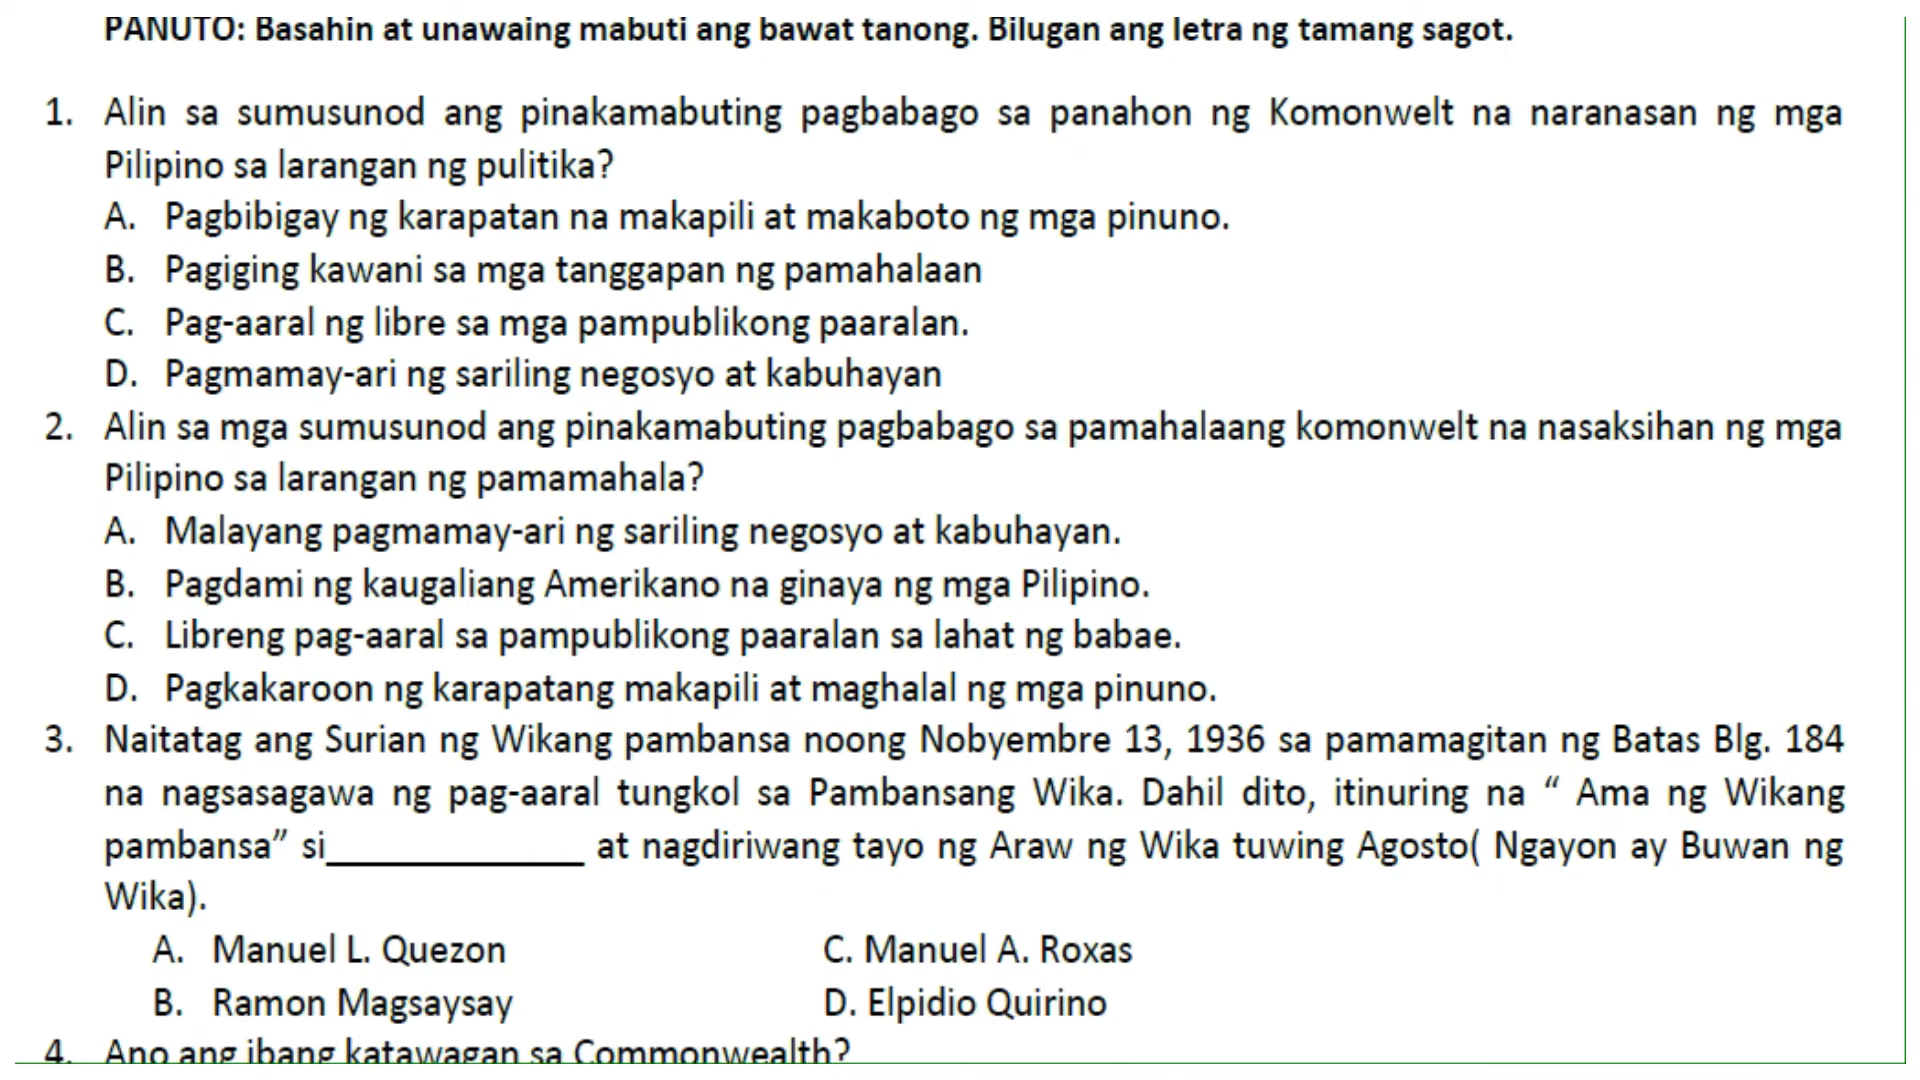 PANUTO: Basahin at unawaing mabuti ang bawat tanong. Bilugan ang letra ng tamang sagot.
1. Alin sa sumusunod ang pinakamabuting pagbabago sa panahon ng Komonwelt na naranasan ng mga
Pilipino sa larangan ng pulitika?
A. Pagbibigay ng karapatan na makapili at makaboto ng mga pinuno.
B. Pagiging kawani sa mga tanggapan ng pamahalaan
C. Pag-aaral ng libre sa mga pampublikong paaralan.
D. Pagmamay-ari ng sariling negosyo at kabuhayan
2. Alin sa mga sumusunod ang pinakamabuting pagbabago sa pamahalaang komonwelt na nasaksihan ng mga
Pilipino sa larangan ng pamamahala?
A. Malayang pagmamay-ari ng sariling negosyo at kabuhayan.
B. Pagdami ng kaugaliang Amerikano na ginaya ng mga Pilipino.
C. Libreng pag-aaral sa pampublikong paaralan sa lahat ng babae.
D. Pagkakaroon ng karapatang makapili at maghalal ng mga pinuno.
3. Naitatag ang Surian ng Wikang pambansa noong Nobyembre 13, 1936 sa pamamagitan ng Batas Blg. 184
na nagsasagawa ng pag-aaral tungkol sa Pambansang Wika. Dahil dito, itinuring na “ Ama ng Wikang
pambansa” si_____________ at nagdiriwang tayo ng Araw ng Wika tuwing Agosto( Ngayon ay Buwan ng
Wika).
A. Manuel L. Quezon C. Manuel A. Roxas
B. Ramon Magsaysay D. Elpidio Quirino
4. Ano ang ibang katawagan sa Commonwealth?